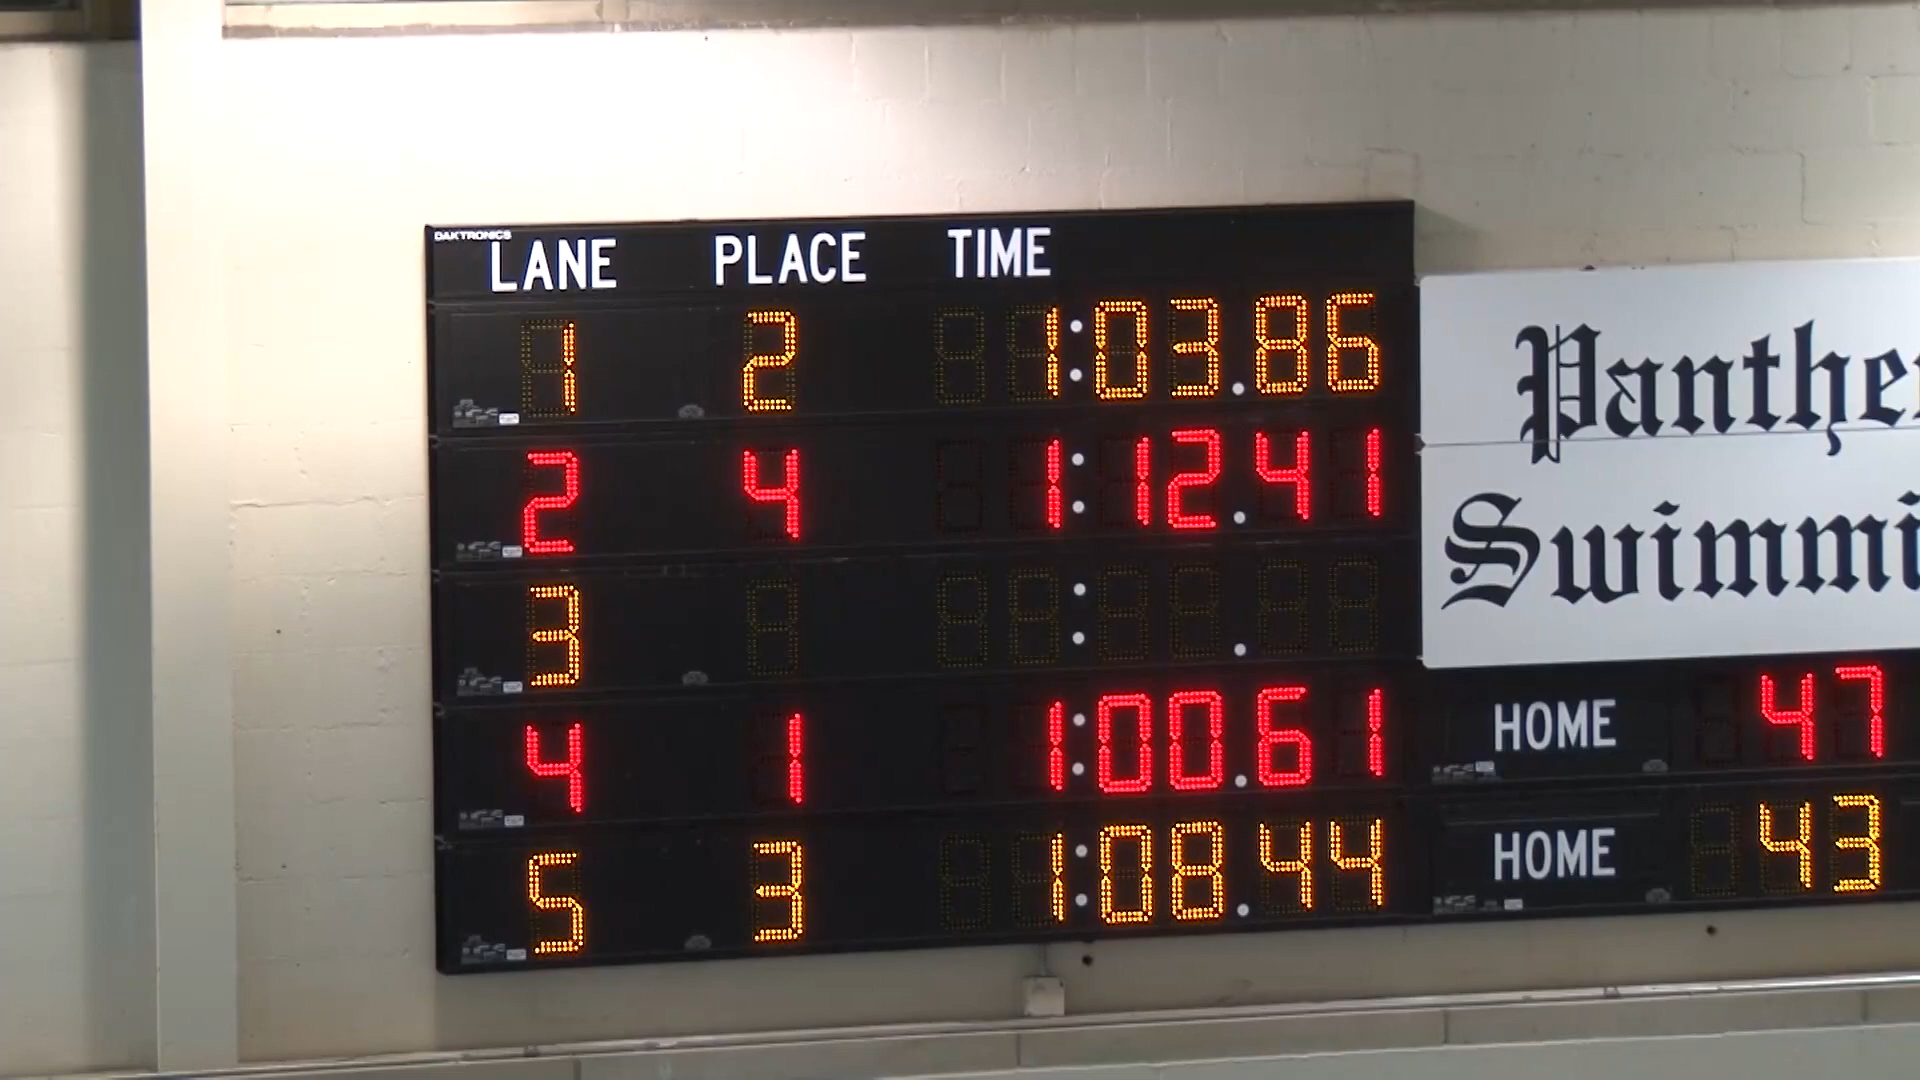 DAKTRONICS
LANE PLACE TIME
1 2 1:03.86
2 4 1:12.41
3 : .
4 1 1:00.61
5 3 1:08.44
Panthe
Swimmi
HOME 47
HOME 43